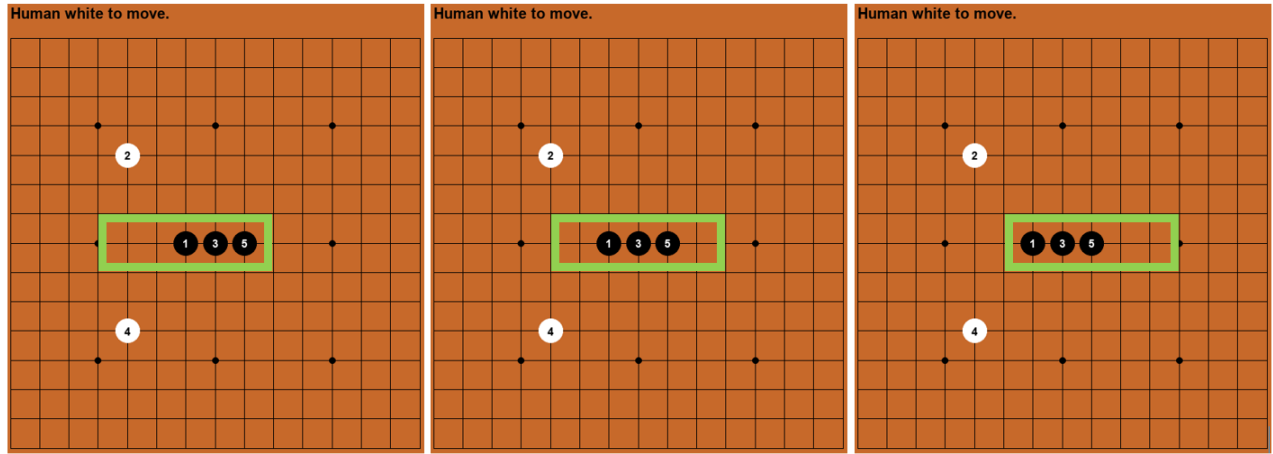 Human white to move. Human white to move. Human white to move.
2 2 2
1 3 5 1 3 5 1 3 5
4 4 4